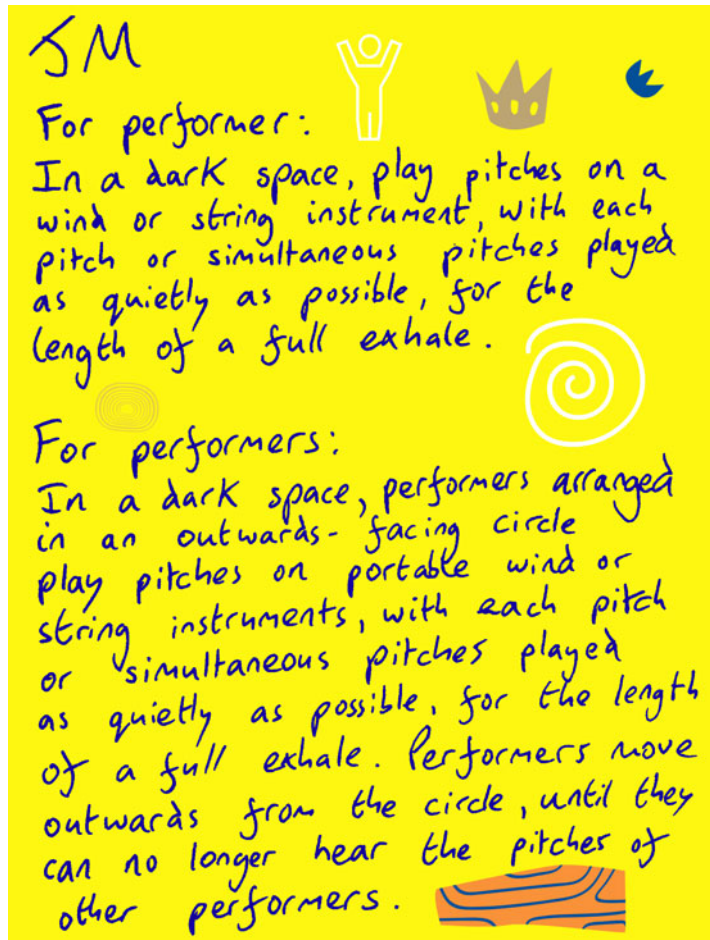 JM
For performer:
In a dark space, play pitches on a
wind or string instrument, with each
pitch or simultaneous pitches played
as quietly as possible, for the
length of a full exhale.
For performers:
In a dark space, performers arranged
in an outwards-facing circle
play pitches on portable wind or
string instruments, with each pitch
or simultaneous pitches played
as quietly as possible, for the length
of a full exhale. Performers move
outwards from the circle, until they
can no longer hear the pitches of
other performers.